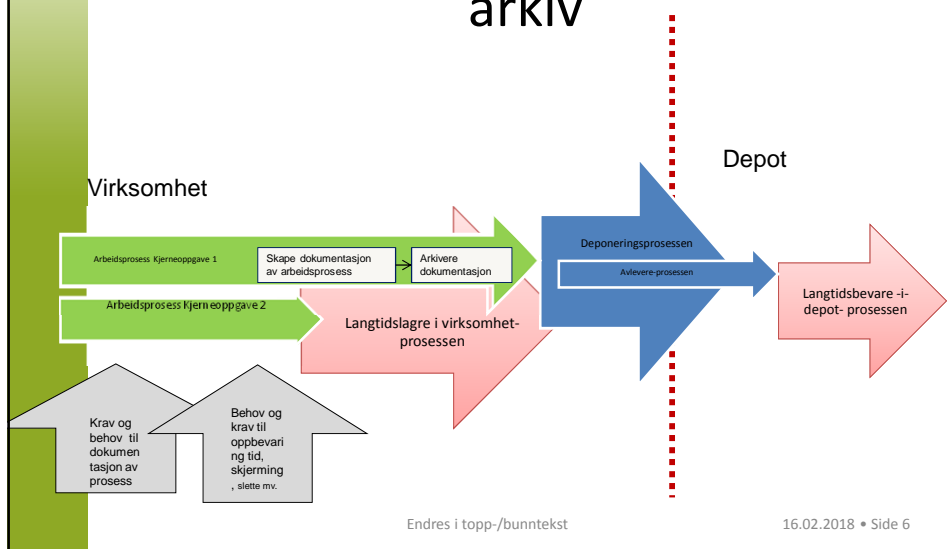 arkiv
Depot
Virksomhet
Arbeidsprosess Kjerneoppgave 1
Skape dokumentasjon
av arbeidsprosess
Arkivere
dokumentasjon
Deponeringsprosessen
Avlevere-prosessen
Arbeidsprosess Kjerneoppgave 2
Langtidslagre i virksomhet-
prosessen
Langtidsbevare -i-
depot- prosessen
Krav og
behov til
dokumen
tasjon av
prosess
Behov og
krav til
oppbevari
ng tid,
skjerming
, slette mv.
Endres i topp-/bunntekst
16.02.2018 • Side 6